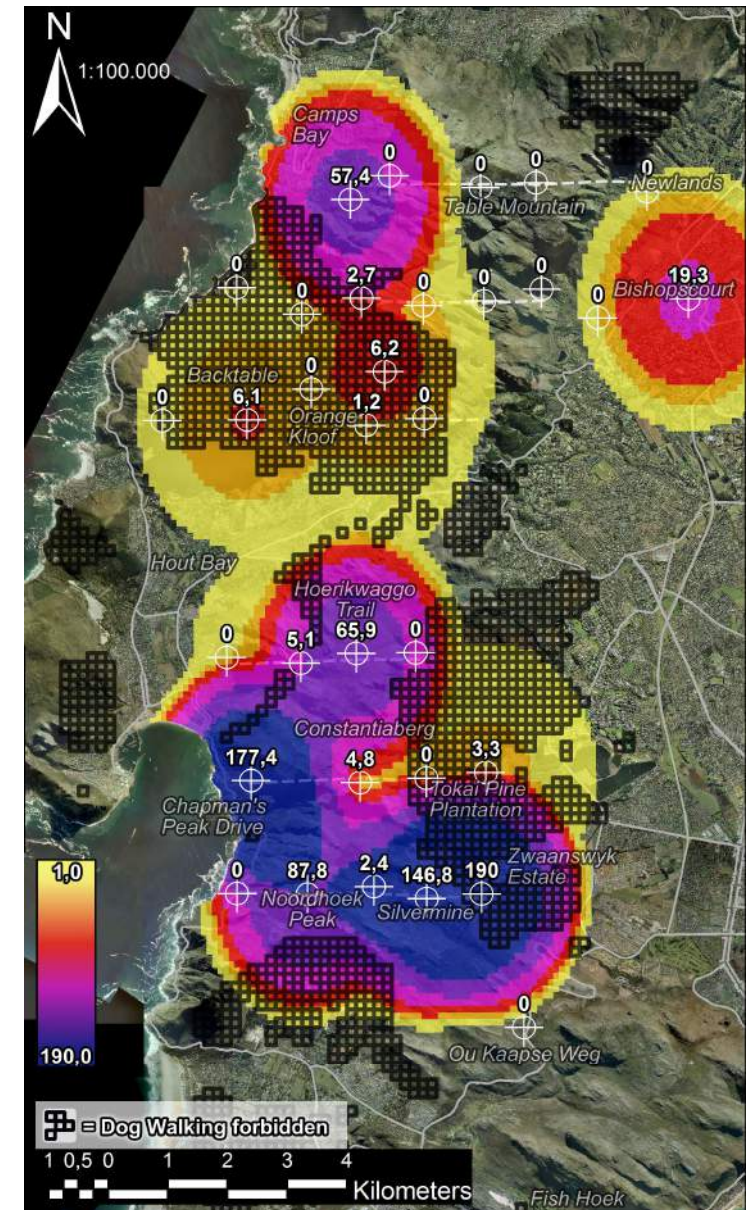 N
1:100.000
Camps
Bay
0
57,4
0
0
0
Newlands
Table Mountain
0
0
2,7
0
0
0
0
19,3
Bishopscourt
6,2
Backtable
0
6,1
0
1,2
0
Orange
Kloof
Hout Bay
Hoerikwaggo
Trail
0
5,1
65,9
0
Constantiaberg
177,4
4,8
0
3,3
Chapman's
Peak Drive
Tokai Pine
Plantation
Zwaanswyk
Estate
0
87,8
2,4
146,8
190
Noordhoek
Peak
Silvermine
1,0
190,0
0
Ou Kaapse Weg
= Dog Walking forbidden
1 0,5 0 1 2 3 4
Kilometers
Fish Hoek